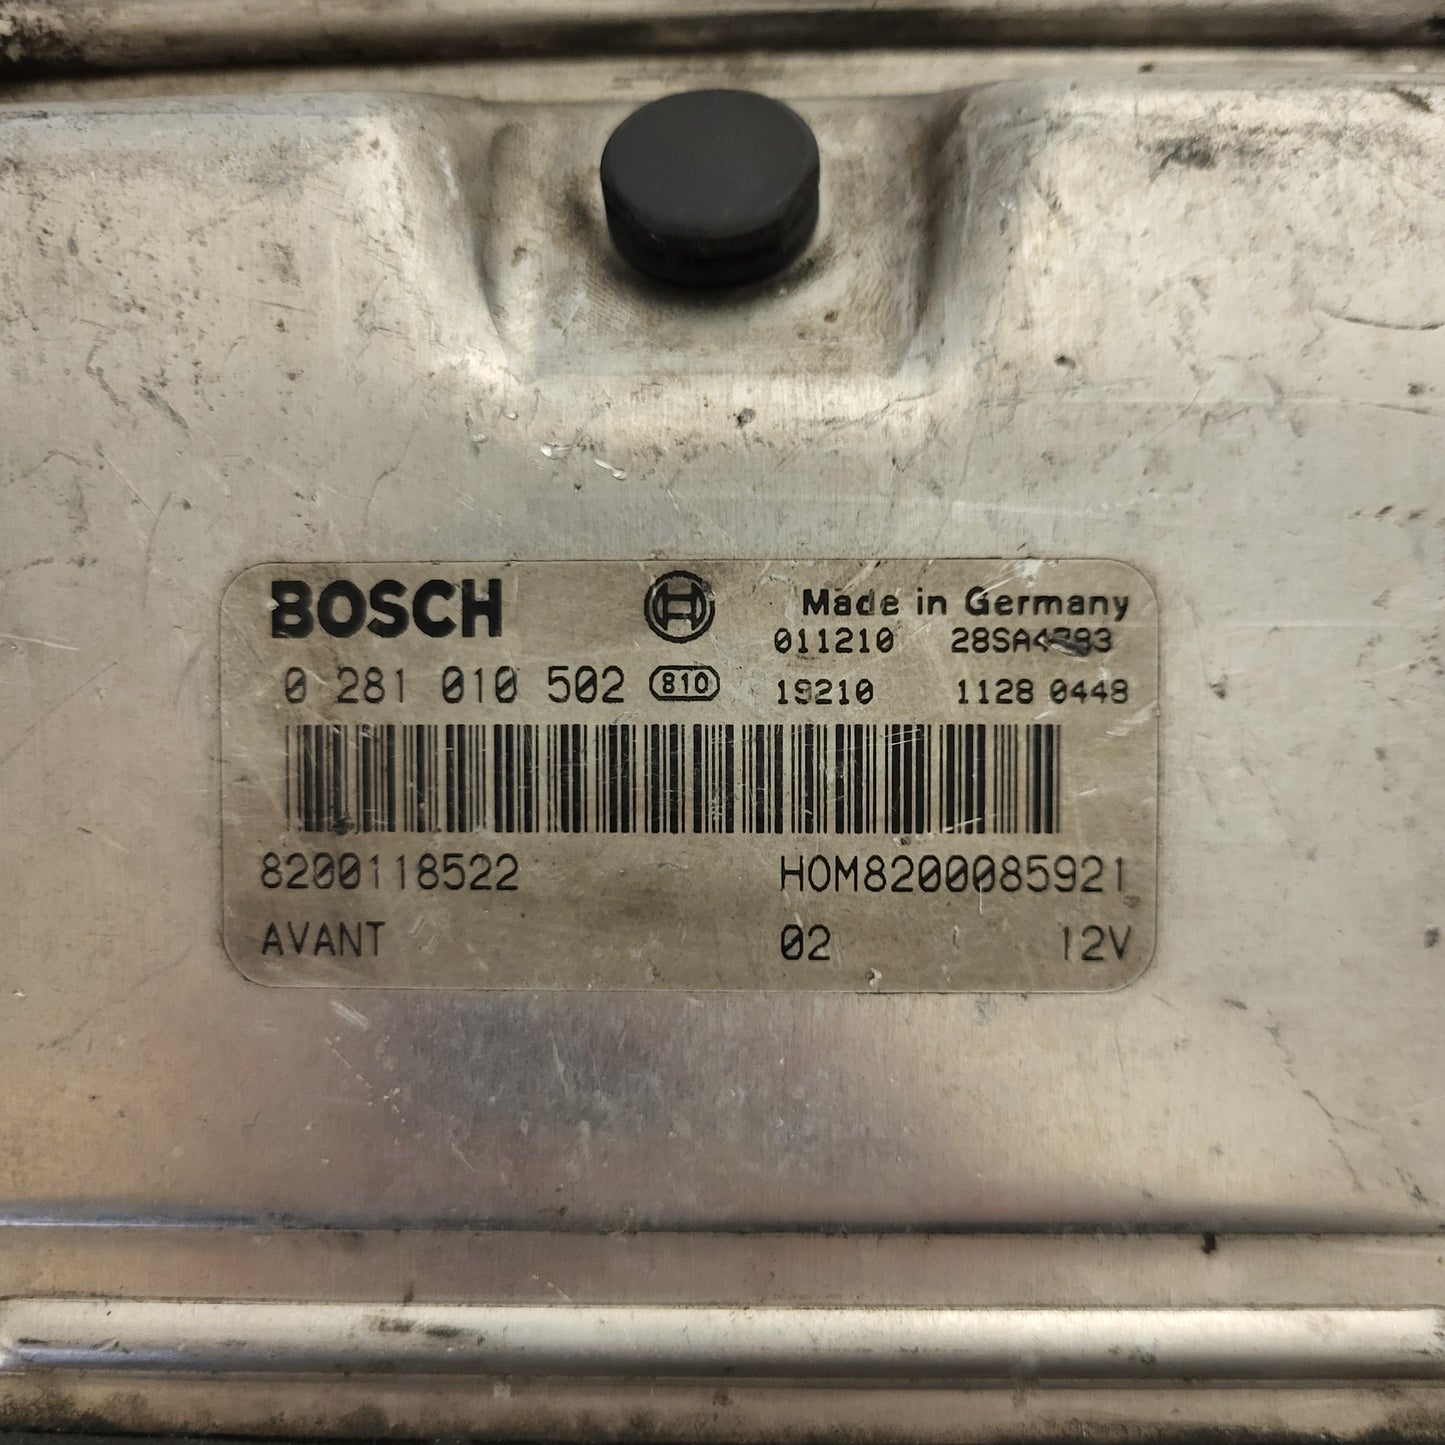 BOSCH Made in Germany
011210
0 281 010 502 810 19210 1128 0448
8200118522 HOM8200085921
AVANT 02 12V